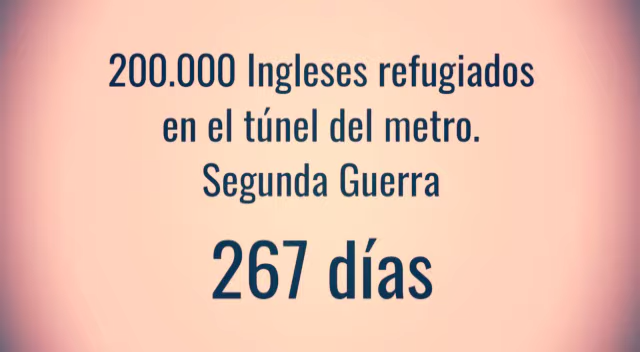 200.000 Ingleses refugiados
en el túnel del metro.
Segunda Guerra
267 días